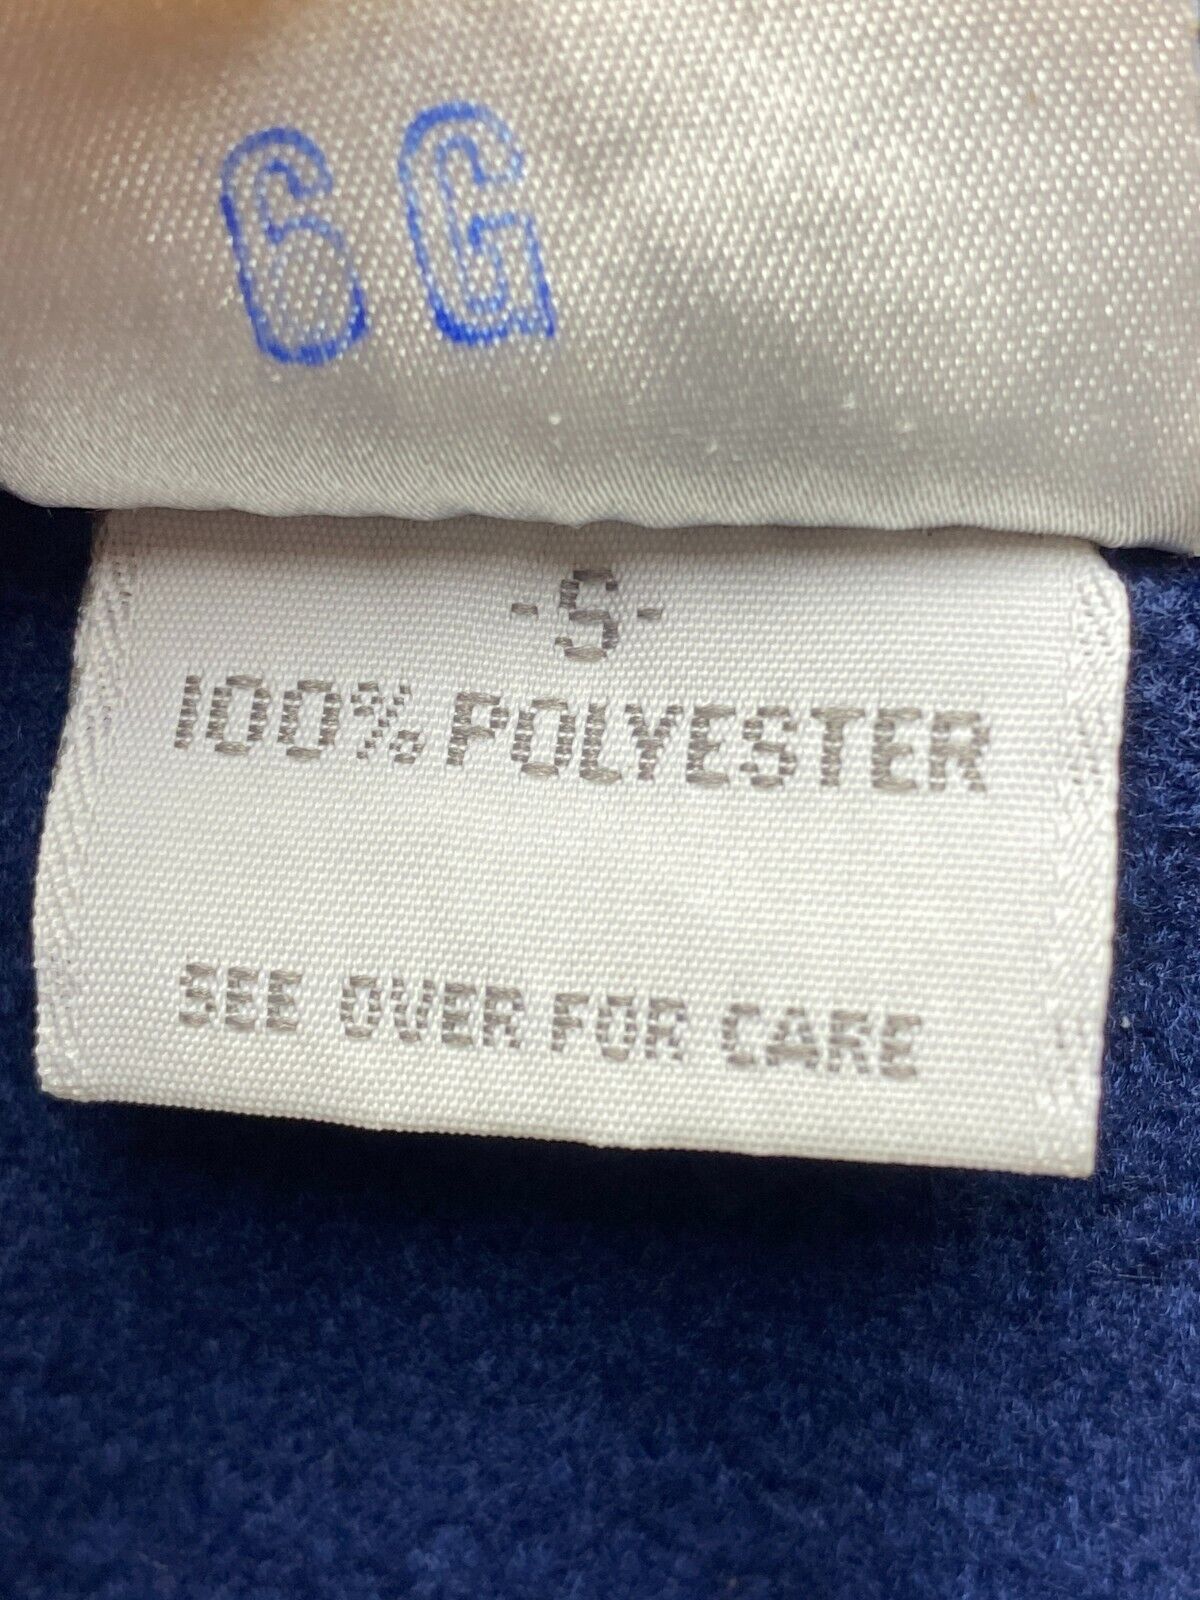 6G
-S-
100% POLYESTER
SEE OVER FOR CARE